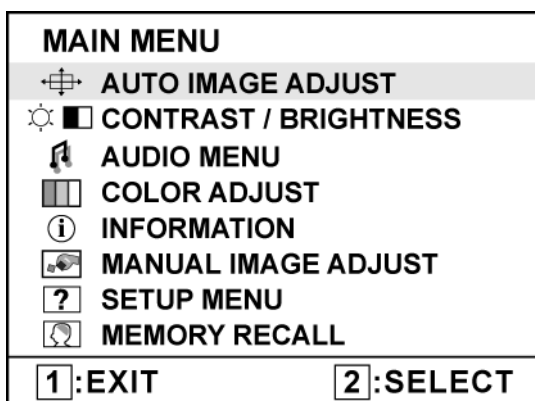 MAIN MENU
AUTO IMAGE ADJUST
CONTRAST / BRIGHTNESS
AUDIO MENU
COLOR ADJUST
i INFORMATION
MANUAL IMAGE ADJUST
? SETUP MENU
MEMORY RECALL
1:EXIT 2:SELECT